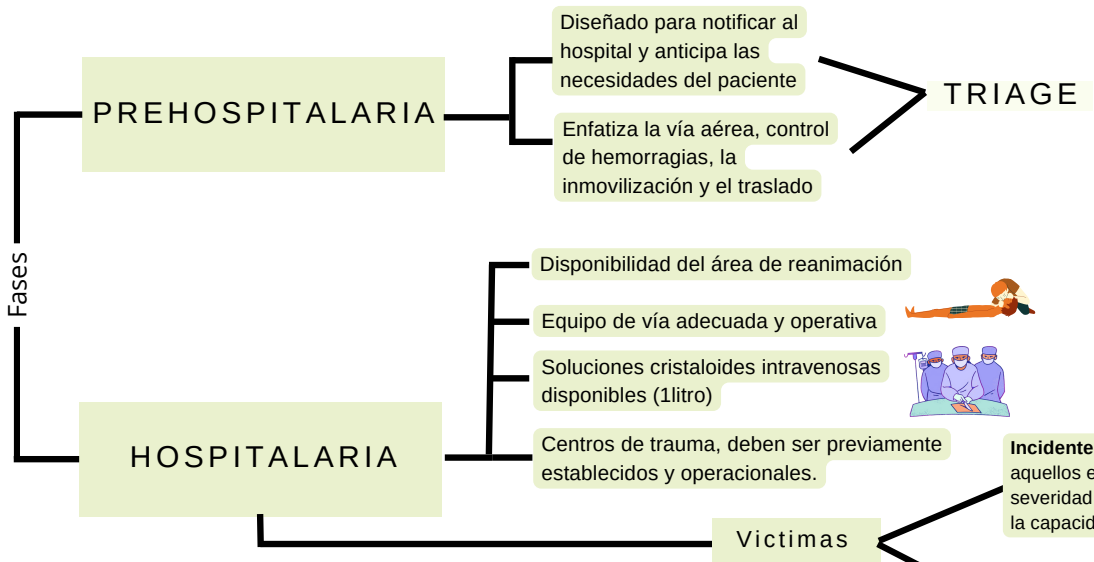 Diseñado para notificar al
hospital y anticipa las
necesidades del paciente
PREHOSPITALARIA
TRIAGE
Enfatiza la vía aérea, control
de hemorragias, la
inmovilización y el traslado
Fases
Disponibilidad del área de reanimación
Equipo de vía adecuada y operativa
Soluciones cristaloides intravenosas
disponibles (1litro)
HOSPITALARIA
Centros de trauma, deben ser previamente
establecidos y operacionales.
Incidente
aquellos e
severidad
la capacid
Victimas